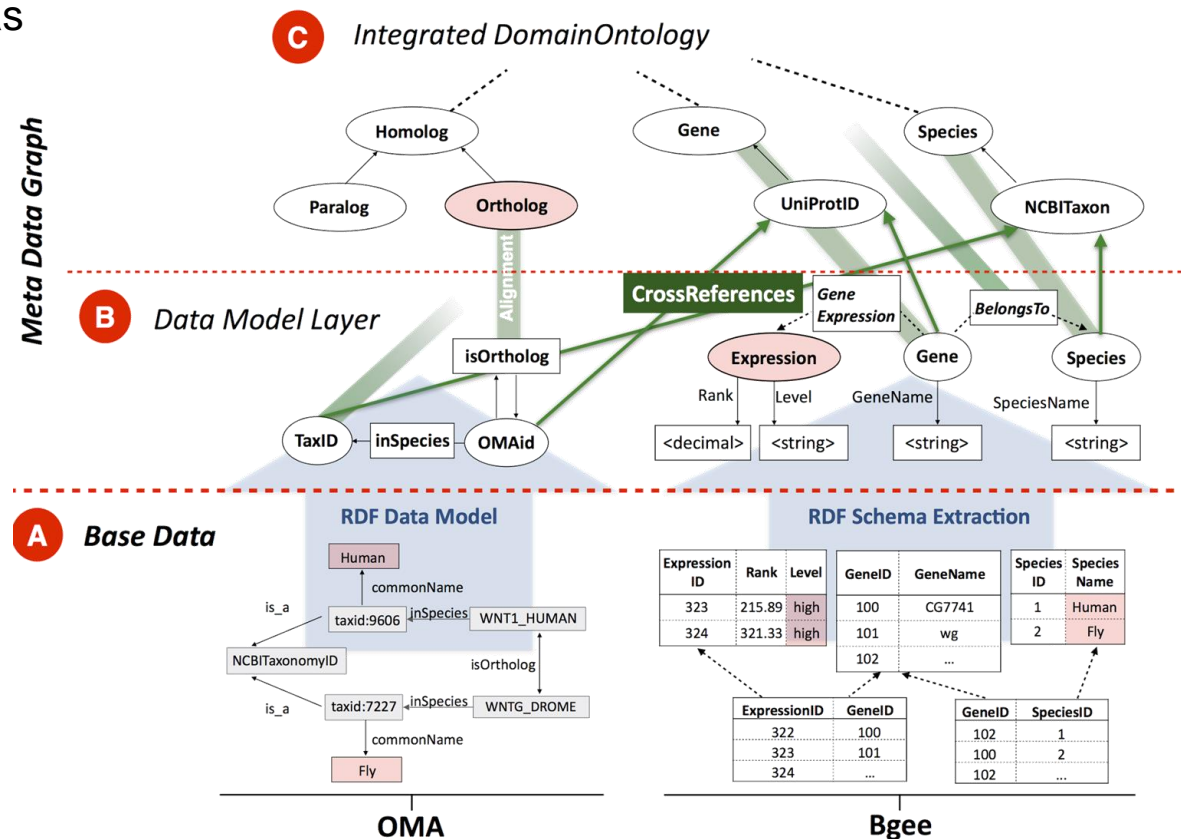 C
Integrated DomainOntology
Meta Data Graph
Homolog
Gene
Species
Paralog
Ortholog
UniProtID
NCBITaxon
Alignment
B
Data Model Layer
CrossReferences
Gene
Expression
BelongsTo
isOrtholog
Expression
Gene
Species
Rank
Level
GeneName
SpeciesName
TaxID
inSpecies
OMAid
<decimal>
<string>
<string>
<string>
A
Base Data
RDF Data Model
Human
commonName
is_a
taxid:9606
inSpecies
WNT1_HUMAN
NCBITaxonomyID
isOrtholog
is_a
taxid:7227
inSpecies
WNTG_DROME
commonName
Fly
OMA
RDF Schema Extraction
Expression
ID
Rank
Level
323
215.89
high
324
321.33
high
GeneID
GeneName
100
CG7741
101
wg
102
...
Species
ID
Species
Name
1
Human
2
Fly
ExpressionID
GeneID
322
100
323
101
324
...
GeneID
SpeciesID
102
1
100
2
102
...
Bgee